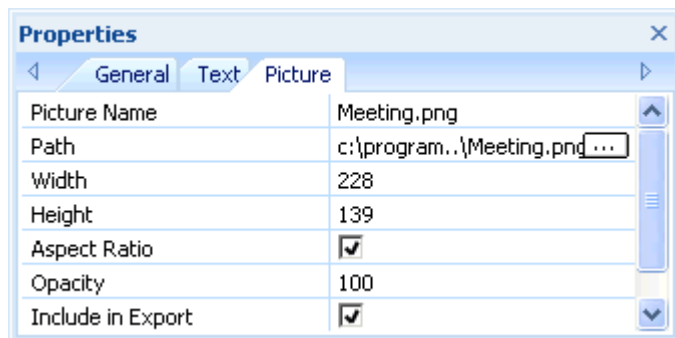 Properties
General Text Picture
Picture Name Meeting.png
Path c:\program..\Meeting.png ...
Width 228
Height 139
Aspect Ratio
Opacity 100
Include in Export